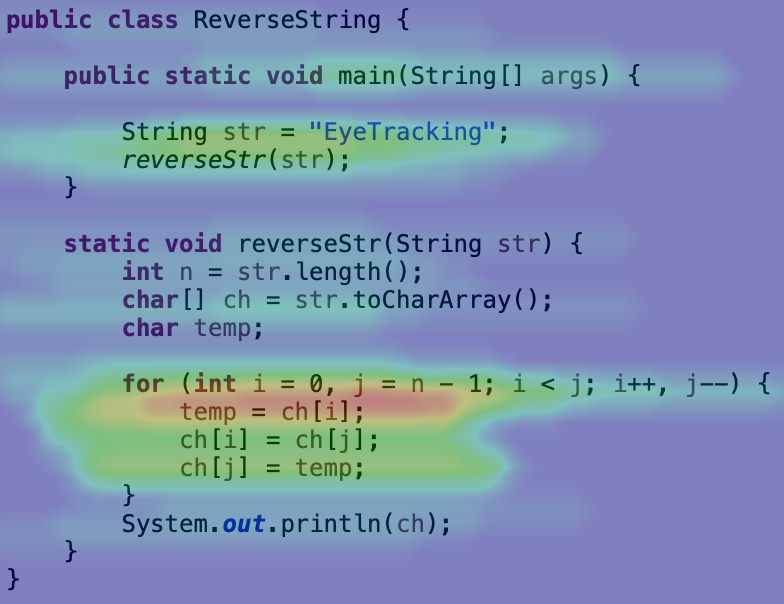 public class ReverseString {
public static void main(String[] args) {
String str = "EyeTracking";
reverseStr(str);
}
static void reverseStr(String str) {
int n = str.length();
char[] ch = str.toCharArray();
char temp;
for (int i = 0, j = n - 1; i < j; i++, j--) {
temp = ch[i];
ch[i] = ch[j];
ch[j] = temp;
}
System.out.println(ch);
}
}